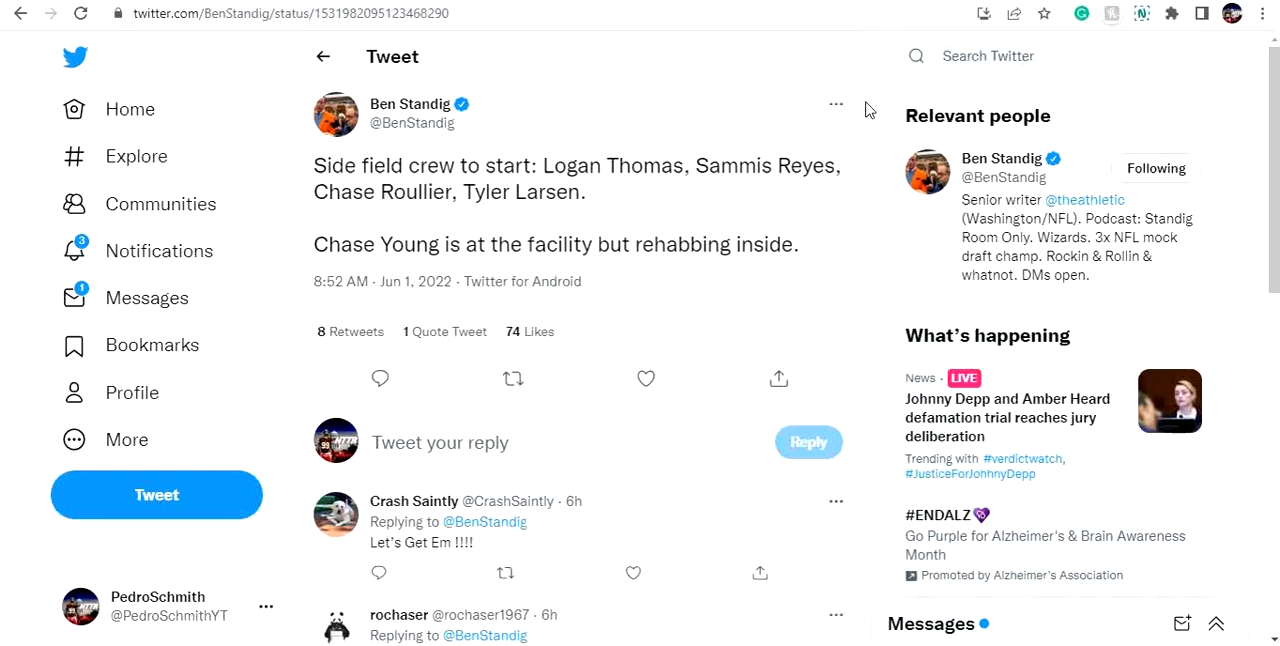 twitter.com/BenStandig/status/1531982095123468290
Home
Explore
Communities
3
Notifications
1
Messages
Bookmarks
Profile
More
Tweet
PedroSchmith
@PedroSchmithYT
Tweet
Ben Standig
@BenStandig
Side field crew to start: Logan Thomas, Sammis Reyes,
Chase Roullier, Tyler Larsen.
Chase Young is at the facility but rehabbing inside.
8:52 AM · Jun 1, 2022 · Twitter for Android
8 Retweets 1 Quote Tweet 74 Likes
Tweet your reply
Reply
Crash Saintly @CrashSaintly · 6h
Replying to @BenStandig
Let's Get Em !!!!
rochaser @rochaser1967 · 6h
Replying to @BenStandig
Search Twitter
Relevant people
Ben Standig
@BenStandig
Following
Senior writer @theathletic
(Washington/NFL). Podcast: Standig
Room Only. Wizards. 3x NFL mock
draft champ. Rockin & Rollin &
whatnot. DMs open.
What's happening
News · LIVE
Johnny Depp and Amber Heard
defamation trial reaches jury
deliberation
Trending with #verdictwatch,
#JusticeForJohhnyDepp
#ENDALZ
Go Purple for Alzheimer's & Brain Awareness
Month
Promoted by Alzheimer's Association
Messages